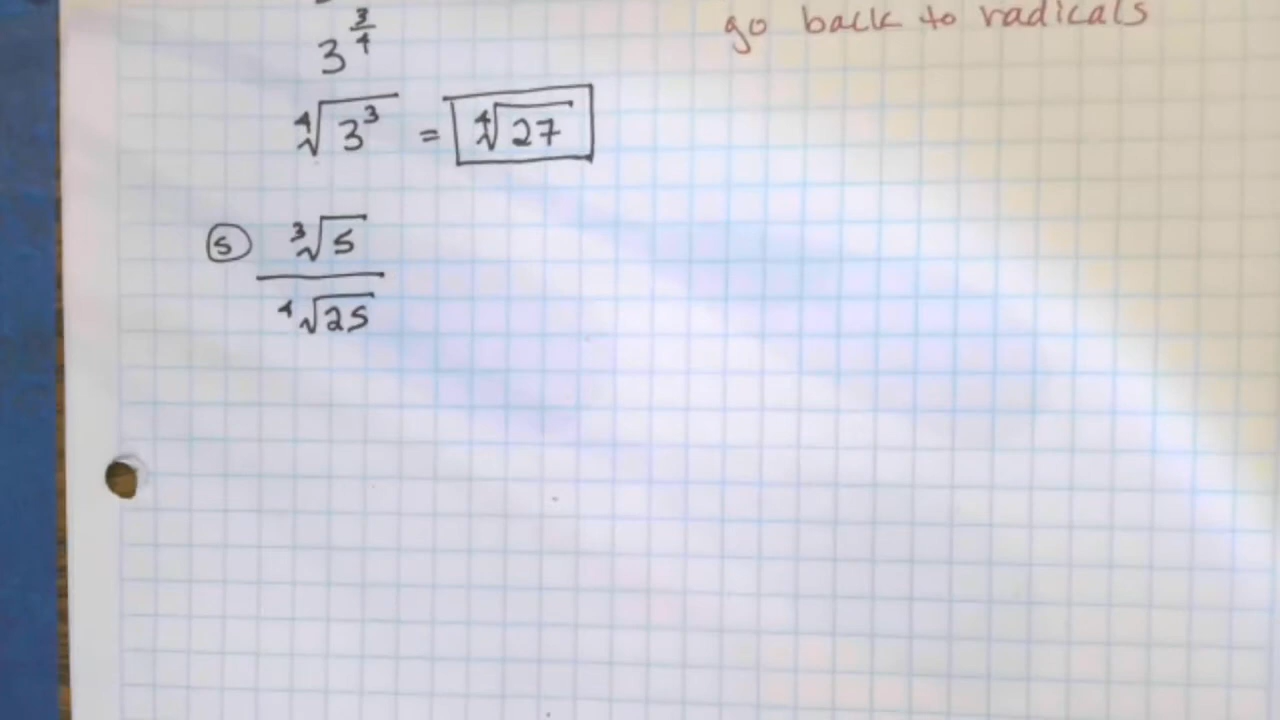 go back to radicals
3^(3/4)
⁴√3³ = ⁴√27
⑤ ³√5 / ⁴√25